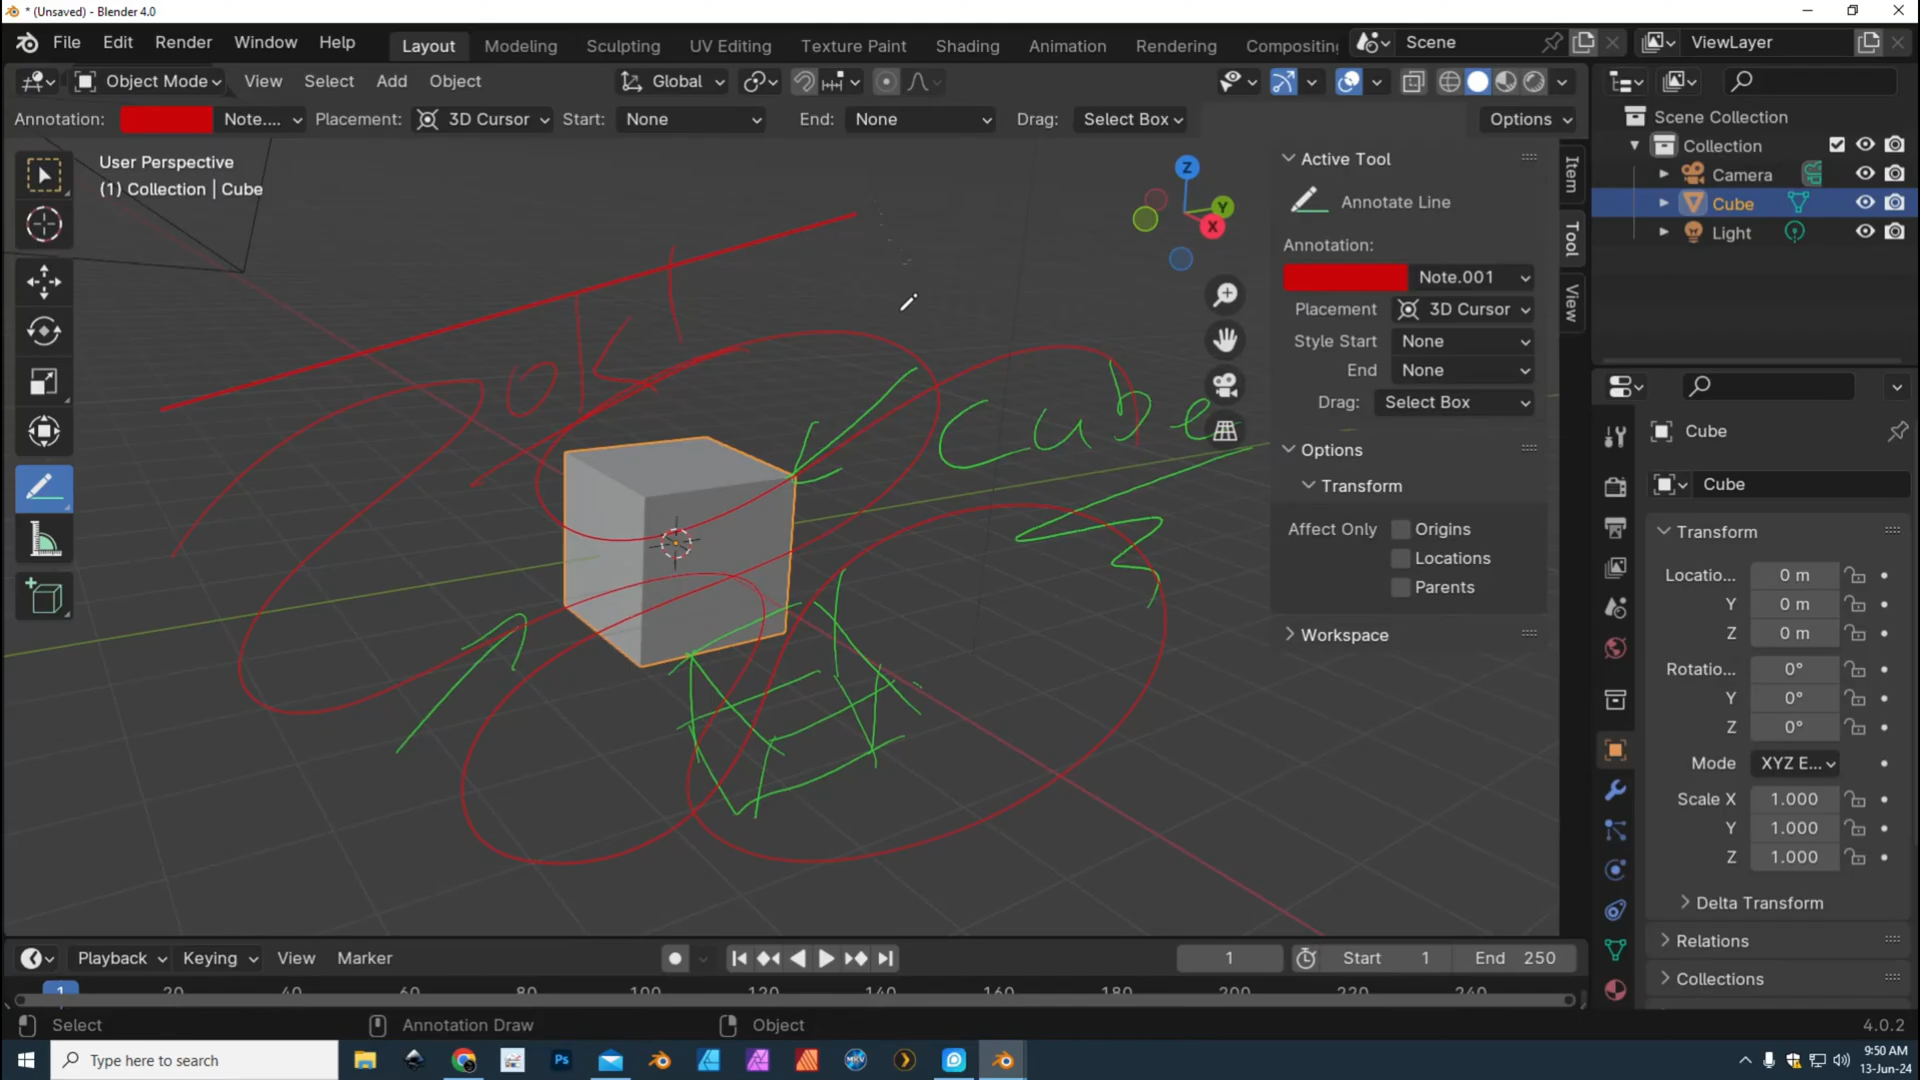 * (Unsaved) - Blender 4.0
File Edit Render Window Help Layout Modeling Sculpting UV Editing Texture Paint Shading Animation Rendering Compositing Scene ViewLayer
Object Mode View Select Add Object Global
Annotation: Note.... Placement: 3D Cursor Start: None End: None Drag: Select Box Options
User Perspective
(1) Collection | Cube
Z
Y
X
ok!
cube
Active Tool
Annotate Line
Annotation:
Note.001
Placement 3D Cursor
Style Start None
End None
Drag: Select Box
Options
Transform
Affect Only Origins
Locations
Parents
Workspace
Item
Tool
View
Scene Collection
Collection
Camera
Cube
Light
Cube
Cube
Transform
Locatio... 0 m
Y 0 m
Z 0 m
Rotatio... 0°
Y 0°
Z 0°
Mode XYZ E...
Scale X 1.000
Y 1.000
Z 1.000
Delta Transform
Relations
Collections
Playback Keying View Marker 1 Start 1 End 250
1 20 40 60 80 100 120 140 160 180 200 220 240
Select Annotation Draw Object 4.0.2
Type here to search Ps MKV
9:50 AM
13-Jun-24